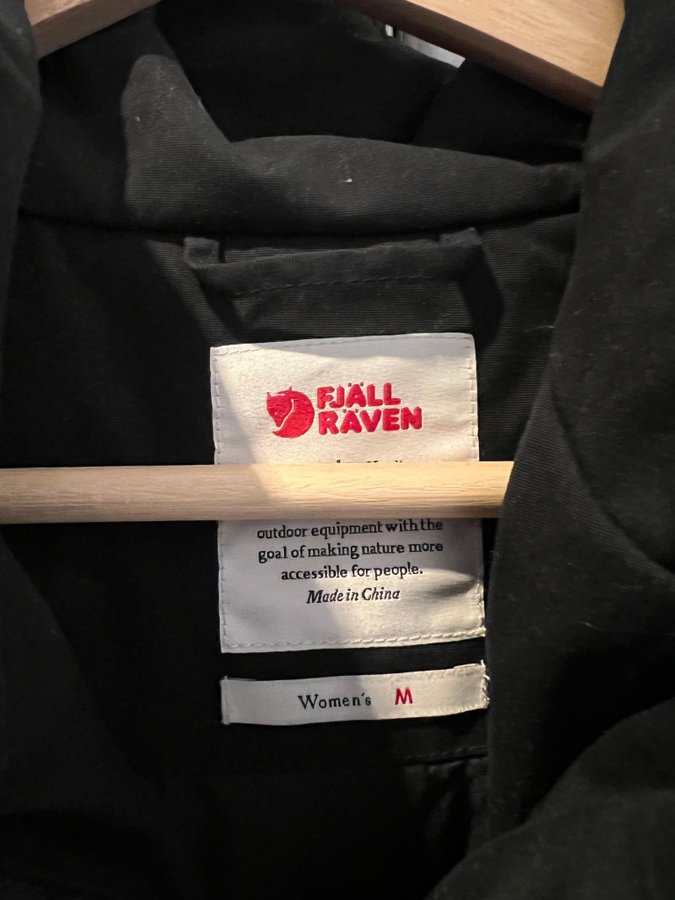 FJÄLL
RÄVEN
outdoor equipment with the
goal of making nature more
accessible for people.
Made in China
Women's M